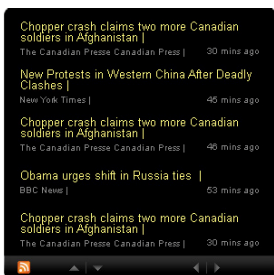 Chopper crash claims two more Canadian
soldiers in Afghanistan |
The Canadian Presse Canadian Press | 30 mins ago
New Protests in Western China After Deadly
Clashes |
New York Times | 45 mins ago
Chopper crash claims two more Canadian
soldiers in Afghanistan |
The Canadian Presse Canadian Press | 46 mins ago
Obama urges shift in Russia ties |
BBC News | 53 mins ago
Chopper crash claims two more Canadian
soldiers in Afghanistan |
The Canadian Presse Canadian Press | 30 mins ago